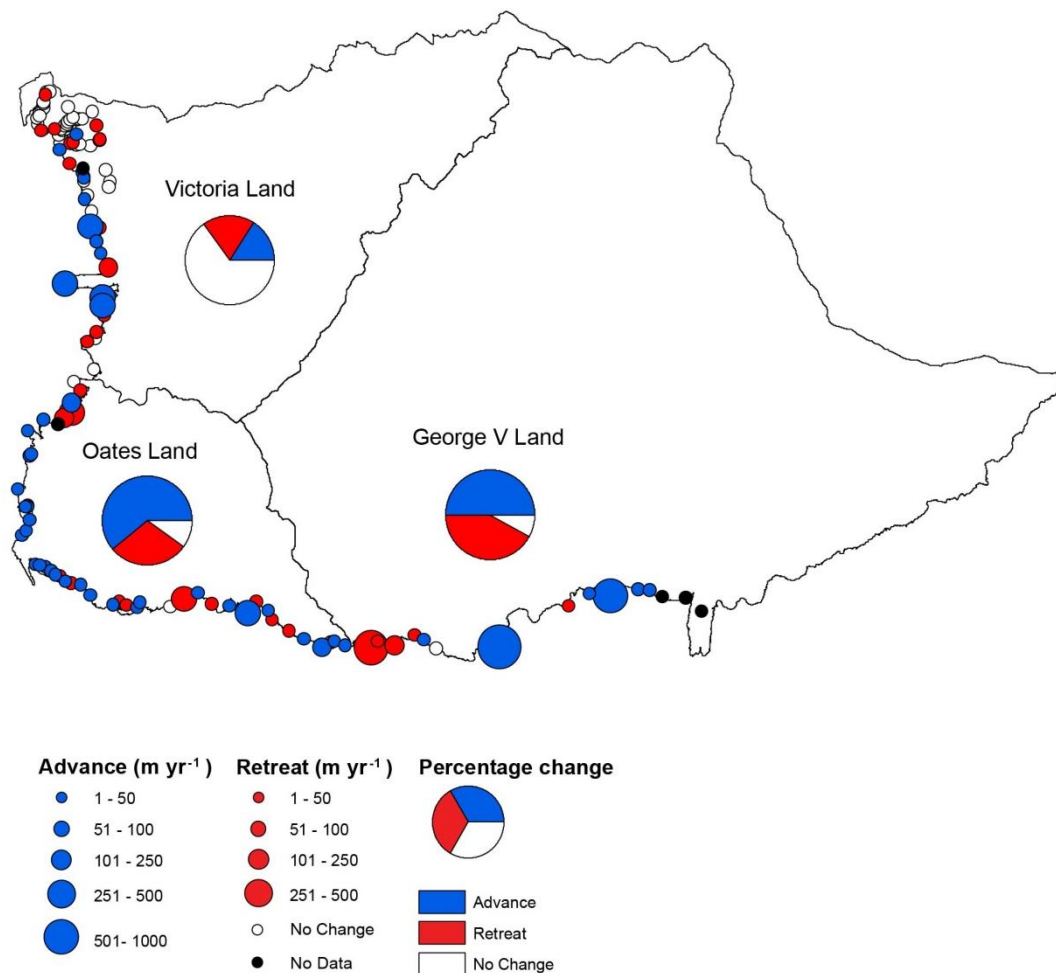 Victoria Land
Oates Land
George V Land
Advance (m yr⁻¹ )
1 - 50
51 - 100
101 - 250
251 - 500
501- 1000
Retreat (m yr⁻¹ )
1 - 50
51 - 100
101 - 250
251 - 500
No Change
No Data
Percentage change
Advance
Retreat
No Change